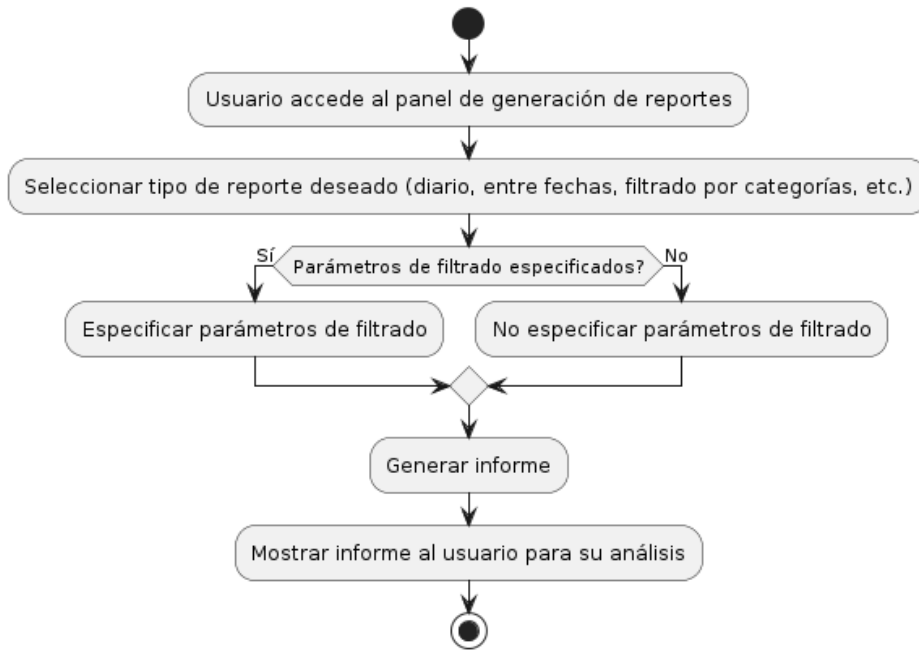 Usuario accede al panel de generación de reportes
Seleccionar tipo de reporte deseado (diario, entre fechas, filtrado por categorías, etc.)
Sí
Parámetros de filtrado especificados?
No
Especificar parámetros de filtrado
No especificar parámetros de filtrado
Generar informe
Mostrar informe al usuario para su análisis